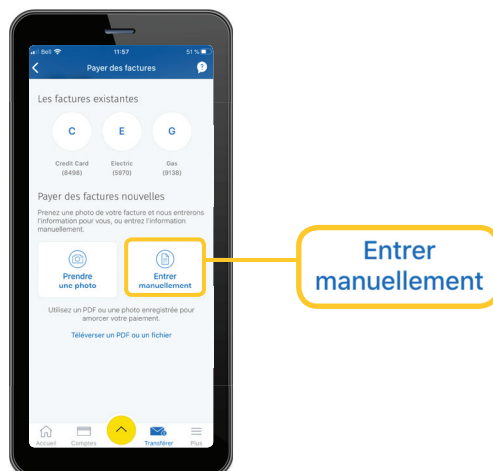 Bell 11:57 51 %
Payer des factures ?
Les factures existantes
C E G
Credit Card Electric Gas
(8498) (5970) (9138)
Payer des factures nouvelles
Prenez une photo de votre facture et nous entrerons
l'information pour vous, ou entrez l'information
manuellement.
Prendre
une photo
Entrer
manuellement
Utilisez un PDF ou une photo enregistrée pour
amorcer votre paiement.
Téléverser un PDF ou un fichier
Accueil Comptes Transférer Plus
Entrer
manuellement